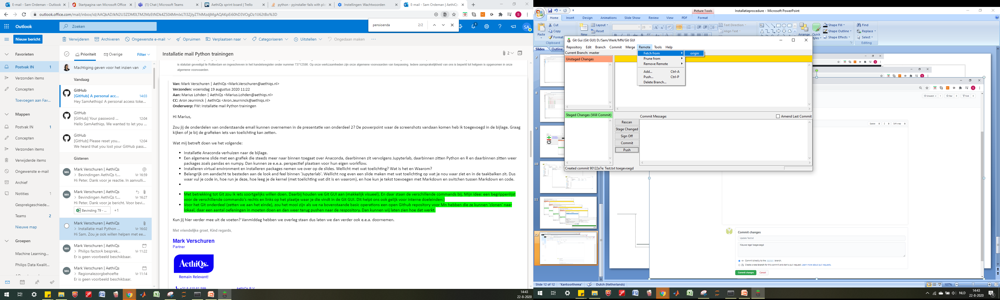 E-mail - Sam Ordeman - Outlook
Startpagina van Microsoft Office
(1) Chat | Microsoft Teams
AethiQs sprint board | Trello
python - pyinstaller fails with plo
Instellingen: Wachtwoorden
E-mail - Sam Ordeman | AethiQs
outlook.office.com/mail/inbox/id/AAQkADJkN2U3ZDM0LTM2MzEtNDk4ZS04MmIxLTI3ZjIyZThlMzdjMgAQAKpEi60hD3VOgDz1IJ62tBo%3D
pensioenda 2/2
Outlook
Zoeken
Nieuw bericht
Verwijderen Archiveren Ongewenste e-mail Opruimen Verplaatsen naar Categoriseren Uitstellen Ongedaan maken
Favorieten
Postvak IN 1
Verzonden items
Concepten
Toevoegen aan Fav...
Mappen
Postvak IN 1
Concepten
Verzonden items
Verwijderde items
Ongewenste e-mail
Archief
Notities 1
Gesprekgeschiede...
Teams 2
Nieuwe map
Groepen
Machine Learning...
Philips Data Kwalit...
Prioriteit Overige Filter
Machtiging geven voor het inzien van
Vandaag
GitHub
[GitHub] A personal acc... 14:03
Hey SamAethiqs! A personal access toke...
GitHub
[GitHub] Your password ... 12:04
Hello SamAethiqs, We wanted to let you ...
GitHub
[GitHub] Please reset you... 12:04
We heard that you lost your GitHub pass...
Gisteren
MA
Mark Verschuren | AethiQs
Bevindingen AethiQs t... Vr 16:59
Hi Peter, Dank voor je reactie. In aanvulli...
MA
Mark Verschuren | AethiQs
Bevindingen AethiQs t... Vr 16:27
Hi Peter, Dank voor je bericht. Voor bevi...
Bevinding 79 - ... +1
Mark Verschuren | AethiQs
Installatie mail Python ... Vr 16:02
Hi Sam, Zou je ook willen helpen met ee...
MA
Mark Verschuren | AethiQs
Philips factorA besprek... Vr 11:22
Er is geen voorbeeld beschikbaar.
MA
Mark Verschuren | AethiQs
Regionalezorgbehoefte Vr 11:14
Er is geen voorbeeld beschikbaar.
Installatie mail Python trainingen
2
is statutair gevestigd te Rotterdam en ingeschreven in het handelsregister onder nummer 73712590. Op onze werkzaamheden zijn onze algemene voorwaarden van toepassing. Iedere aansprakelijkheid van ons is beperkt tot hetgeen is opgenomen in onze
algemene voorwaarden.
Van: Mark Verschuren | AethiQs <Mark.Verschuren@aethiqs.nl>
Verzonden: woensdag 19 augustus 2020 11:22
Aan: Marius Lohden | AethiQs <Marius.Lohden@aethiqs.nl>
CC: Aron Jeurninck | AethiQs <Aron.Jeurninck@aethiqs.nl>
Onderwerp: FW: Installatie mail Python trainingen
Hi Marius,
Zou jij de onderdelen van onderstaande email kunnen overnemen in de presentatie van onderdeel 2? De powerpoint waar de screenshots vandaan komen heb ik toegevoegd in de bijlage. Graag
kijken of je bij de grafieken iets van toelichting kan zetten.
Wat mij betreft doen we het volgende:
Installatie Anaconda verhuizen naar de bijlage.
Een algemene slide met een grafiek die steeds meer naar binnen toegaat over Anaconda, daarbinnen zit vervolgens Jupyterlab, daarbinnen zitten Python en R en daarbinnen zitten weer
packages zoals pandas en numpy. Dan kunnen ze e.e.a. perspectief plaatsen voor hun eigen workflow.
Installeren virtual environment en installeren packages nemen we over op de slides. Wellicht met wat toelichting? Wat is het en Waarom?
Belangrijk om aandacht te besteden aan de look and feel binnen 'Jupyterlab'. Wellicht nog even een slide maken met wat toelichting op wat je nou waar ziet en in de taakbalken zit. Dus
waar vul je code in, hoe run je deze, hoe leeg je de kernel (met toelichting wat dit is en waarom), en hoe kun je tekst toevoegen met Markdown en switchen tussen Markdown en code.
Met betrekking tot Git zou ik iets soortgelijks willen doen. Daarbij houden we Git GUI aan (makkelijk visueel). En daar staan de verschillende commands bij. Mijn idee: een begrippenlijst
voor de verschillende commando's rechts en links op het plaatje waar je die vindt in de Git GUI. Dit helpt ons ook gelijk voor interne doeleinden:)
Voor het Git onderdeel (zetten we aan het einde), zou het mooi zijn als we na bovenstaande basic operations een open Github repository voor Mn hebben die ze kunnen 'clonen' naar
lokaal, daar een aantal oefeningen in moeten doen en dan weer terug pushen naar de respository. Dan kunnen wij laten zien hoe dat werkt.
Kun jij hier verder mee uit de voeten? Vanmiddag hebben we overleg staan dus laten we dan verder ook e.e.a. doornemen.
Met vriendelijke groet, Kind regards,
Mark Verschuren
Partner
AethiQs.
Remain Relevant!
+31 6 410 61 599 AethiQs B.V.
14:43
22-8-2020
Picture Tools
Installatieprocedure - Microsoft PowerPoint
Home Insert Design Animations Slide Show Review View PDF Format
Paste
Cut
Copy
Format
Clipboard
New
Layout
Reset
28
Text Direction
Align Text
Arrange
Quick
Styles
Shape Fill
Shape Outline
Shape Effects
Find
Replace
Select
Editing
Slides Outline
7
8
9
10
11
12
Git Gui (Git GUI) D:/Sam/Werk/MN/Git GUI
Repository Edit Branch Commit Merge Remote Tools Help
Current Branch: master
Fetch from origin
Prune from
Remove Remote
Add... Ctrl-A
Push... Ctrl-P
Delete Branch...
Unstaged Changes
Staged Changes (Will Commit)
Commit Message:
Amend Last Commit
Rescan
Stage Changed
Sign Off
Commit
Push
Created commit 90122a7e: Test.txt toegevoegd
Unwatch 1 Star 0 Fork 0
Spaces 2 Soft wrap
Commit changes
Update Test.txt
Nieuwe regel toegevoegd
Commit directly to the branch.
Create a new branch for this commit and start a pull request. Learn more about pull requests.
Commit changes Cancel
Slide 12 of 12 "Kantoorthema" Dutch (Netherlands)
107%
NLD
14:43
22-8-2020